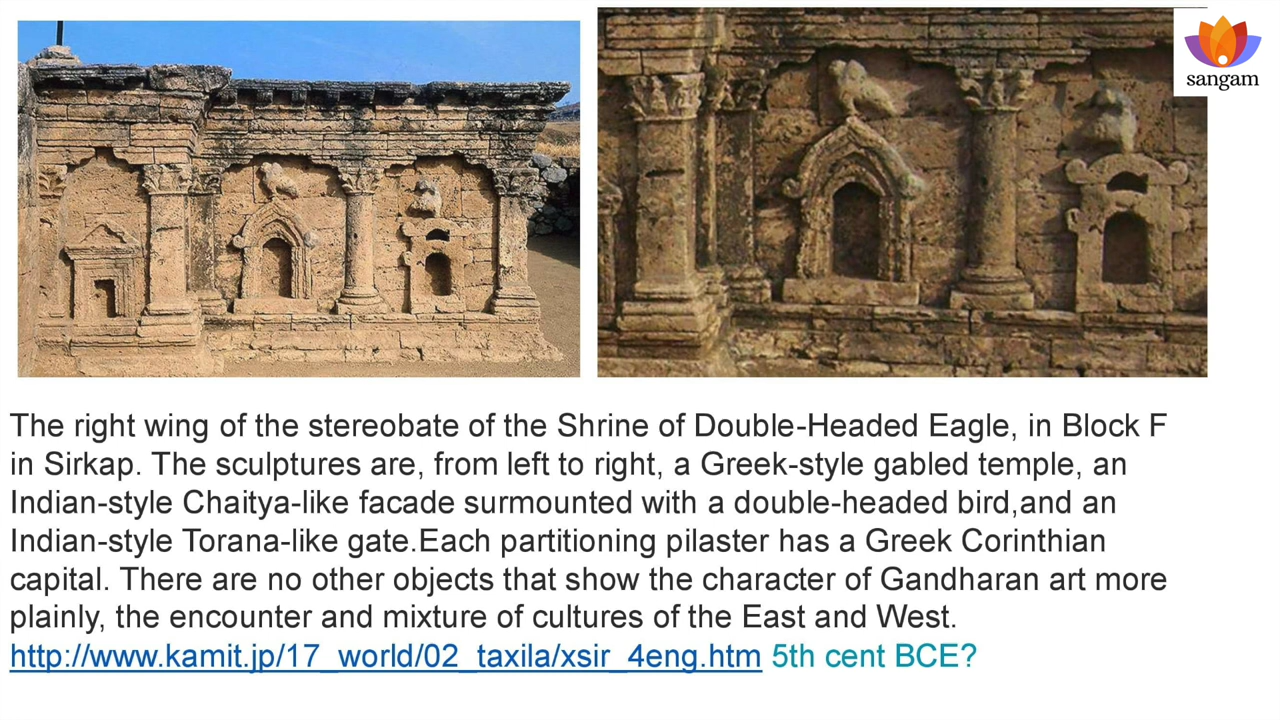 sangam
The right wing of the stereobate of the Shrine of Double-Headed Eagle, in Block F
in Sirkap. The sculptures are, from left to right, a Greek-style gabled temple, an
Indian-style Chaitya-like facade surmounted with a double-headed bird,and an
Indian-style Torana-like gate.Each partitioning pilaster has a Greek Corinthian
capital. There are no other objects that show the character of Gandharan art more
plainly, the encounter and mixture of cultures of the East and West.
http://www.kamit.jp/17_world/02_taxila/xsir_4eng.htm 5th cent BCE?